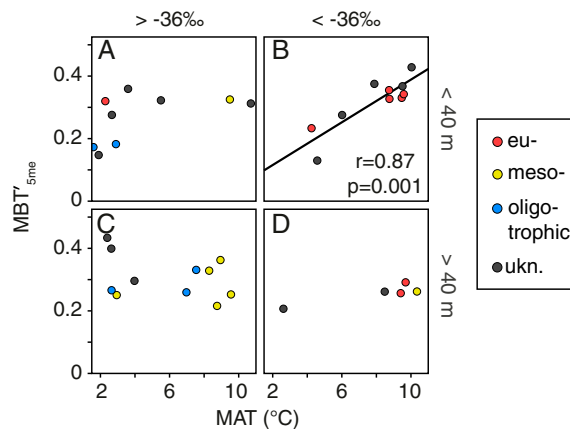 > -36‰
< -36‰
A
B
0.4
0.2
0
r=0.87
p=0.001
< 40 m
C
D
0.4
0.2
0
> 40 m
MBT′5me
2
6
10
2
6
10
MAT (°C)
eu-
meso-
oligo-
trophic
ukn.